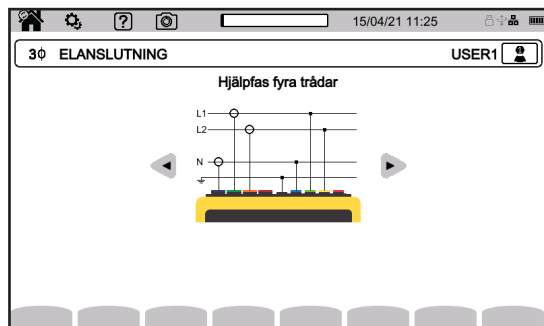 15/04/21 11:25
3ϕ ELANSLUTNING USER1
Hjälpfas fyra trådar
L1
L2
N